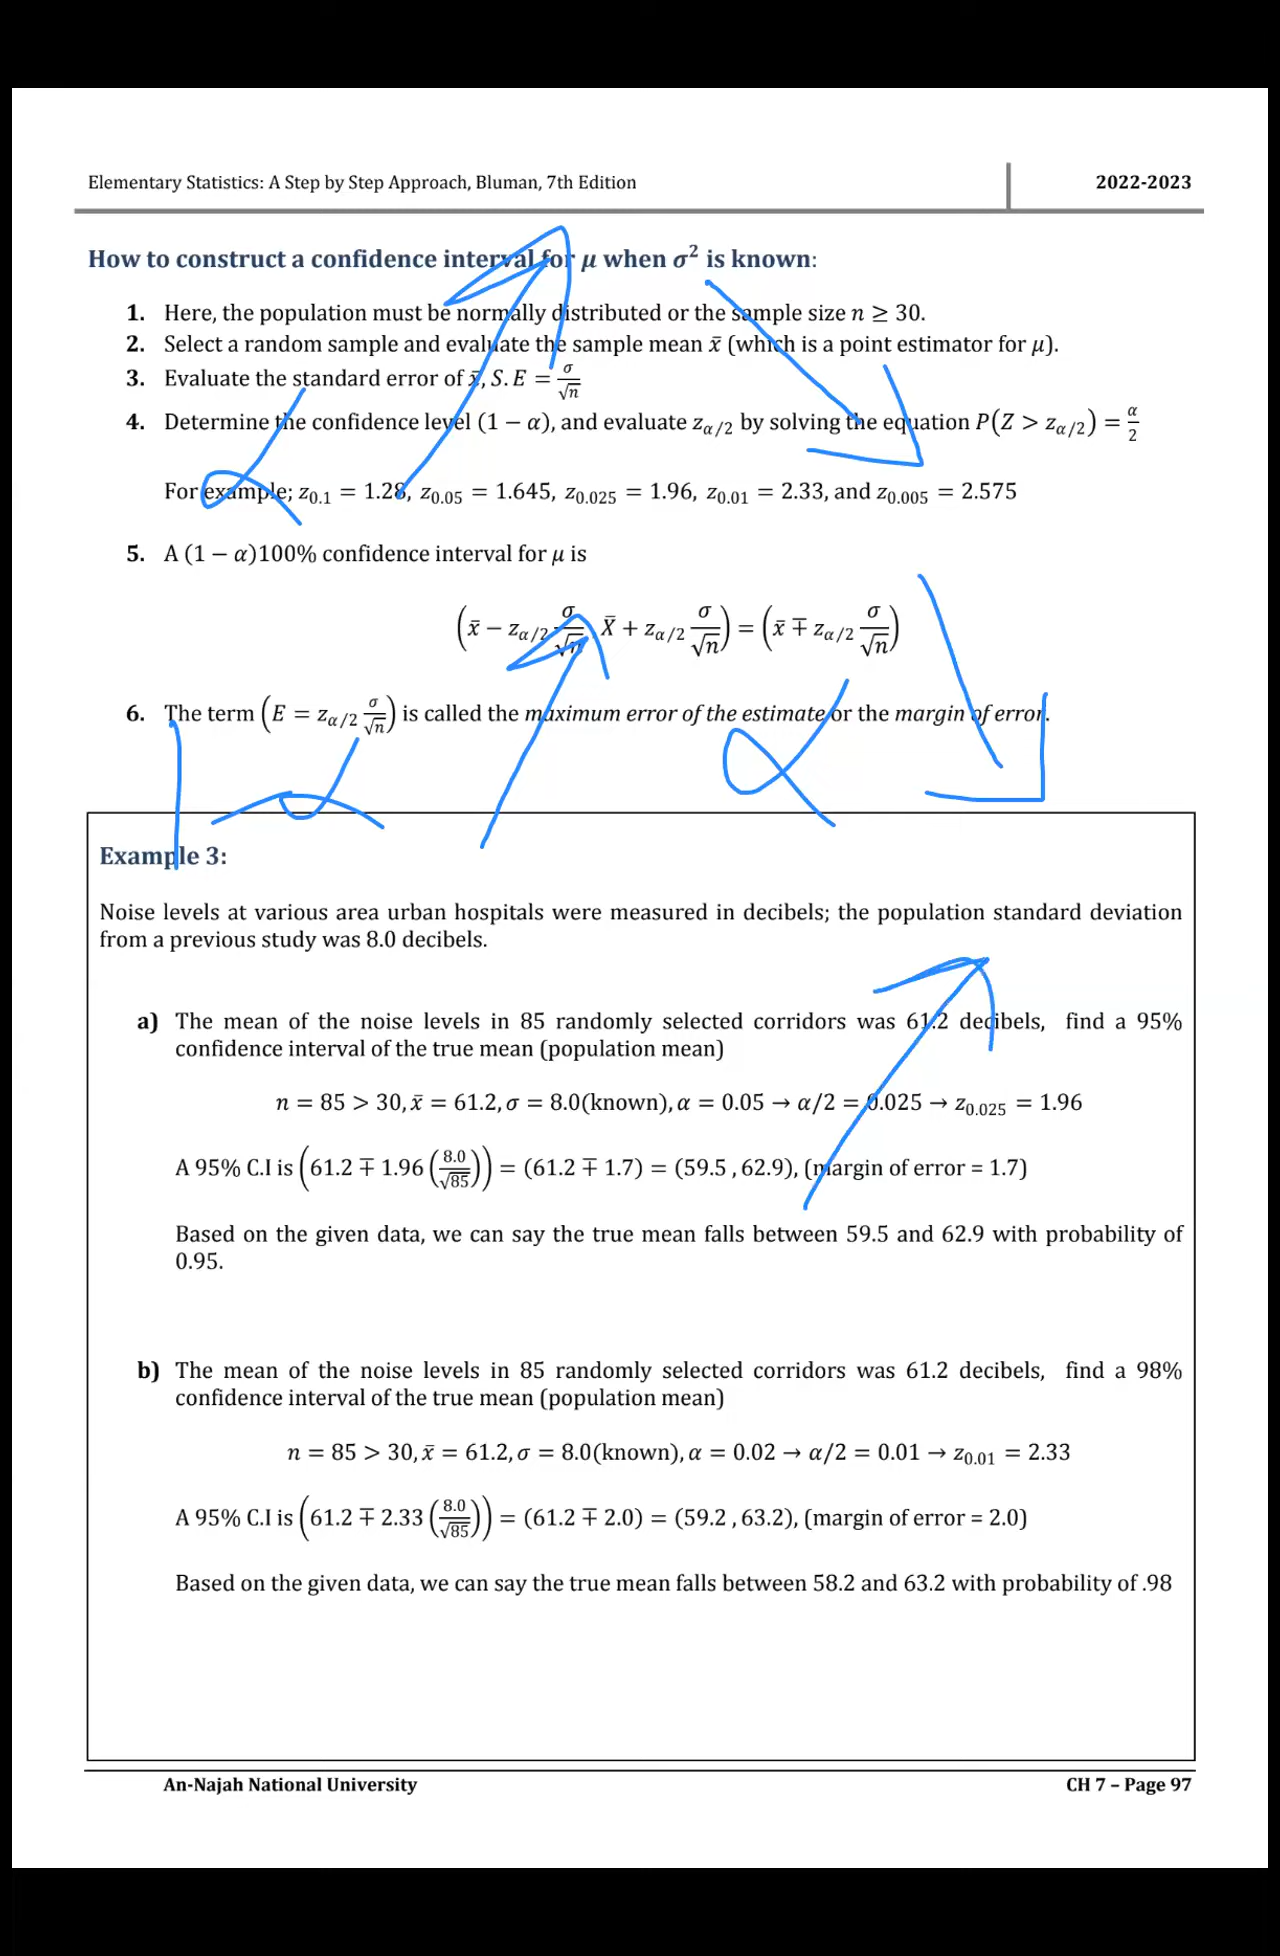 Elementary Statistics: A Step by Step Approach, Bluman, 7th Edition 2022-2023
How to construct a confidence interval for μ when σ² is known:
1. Here, the population must be normally distributed or the sample size n ≥ 30.
2. Select a random sample and evaluate the sample mean x̄ (which is a point estimator for μ).
3. Evaluate the standard error of x̄, S.E = σ/√n
4. Determine the confidence level (1 − α), and evaluate z_{α/2} by solving the equation P(Z > z_{α/2}) = α/2
For example; z_{0.1} = 1.28, z_{0.05} = 1.645, z_{0.025} = 1.96, z_{0.01} = 2.33, and z_{0.005} = 2.575
5. A (1 − α)100% confidence interval for μ is
(x̄ − z_{α/2} σ/√n, X̄ + z_{α/2} σ/√n) = (x̄ ∓ z_{α/2} σ/√n)
6. The term (E = z_{α/2} σ/√n) is called the maximum error of the estimate or the margin of error.
Example 3:
Noise levels at various area urban hospitals were measured in decibels; the population standard deviation
from a previous study was 8.0 decibels.
a) The mean of the noise levels in 85 randomly selected corridors was 61.2 decibels, find a 95%
confidence interval of the true mean (population mean)
n = 85 > 30, x̄ = 61.2, σ = 8.0(known), α = 0.05 → α/2 = 0.025 → z_{0.025} = 1.96
A 95% C.I is (61.2 ∓ 1.96 (8.0/√85)) = (61.2 ∓ 1.7) = (59.5 , 62.9), (margin of error = 1.7)
Based on the given data, we can say the true mean falls between 59.5 and 62.9 with probability of
0.95.
b) The mean of the noise levels in 85 randomly selected corridors was 61.2 decibels, find a 98%
confidence interval of the true mean (population mean)
n = 85 > 30, x̄ = 61.2, σ = 8.0(known), α = 0.02 → α/2 = 0.01 → z_{0.01} = 2.33
A 95% C.I is (61.2 ∓ 2.33 (8.0/√85)) = (61.2 ∓ 2.0) = (59.2 , 63.2), (margin of error = 2.0)
Based on the given data, we can say the true mean falls between 58.2 and 63.2 with probability of .98
An-Najah National University CH 7 – Page 97